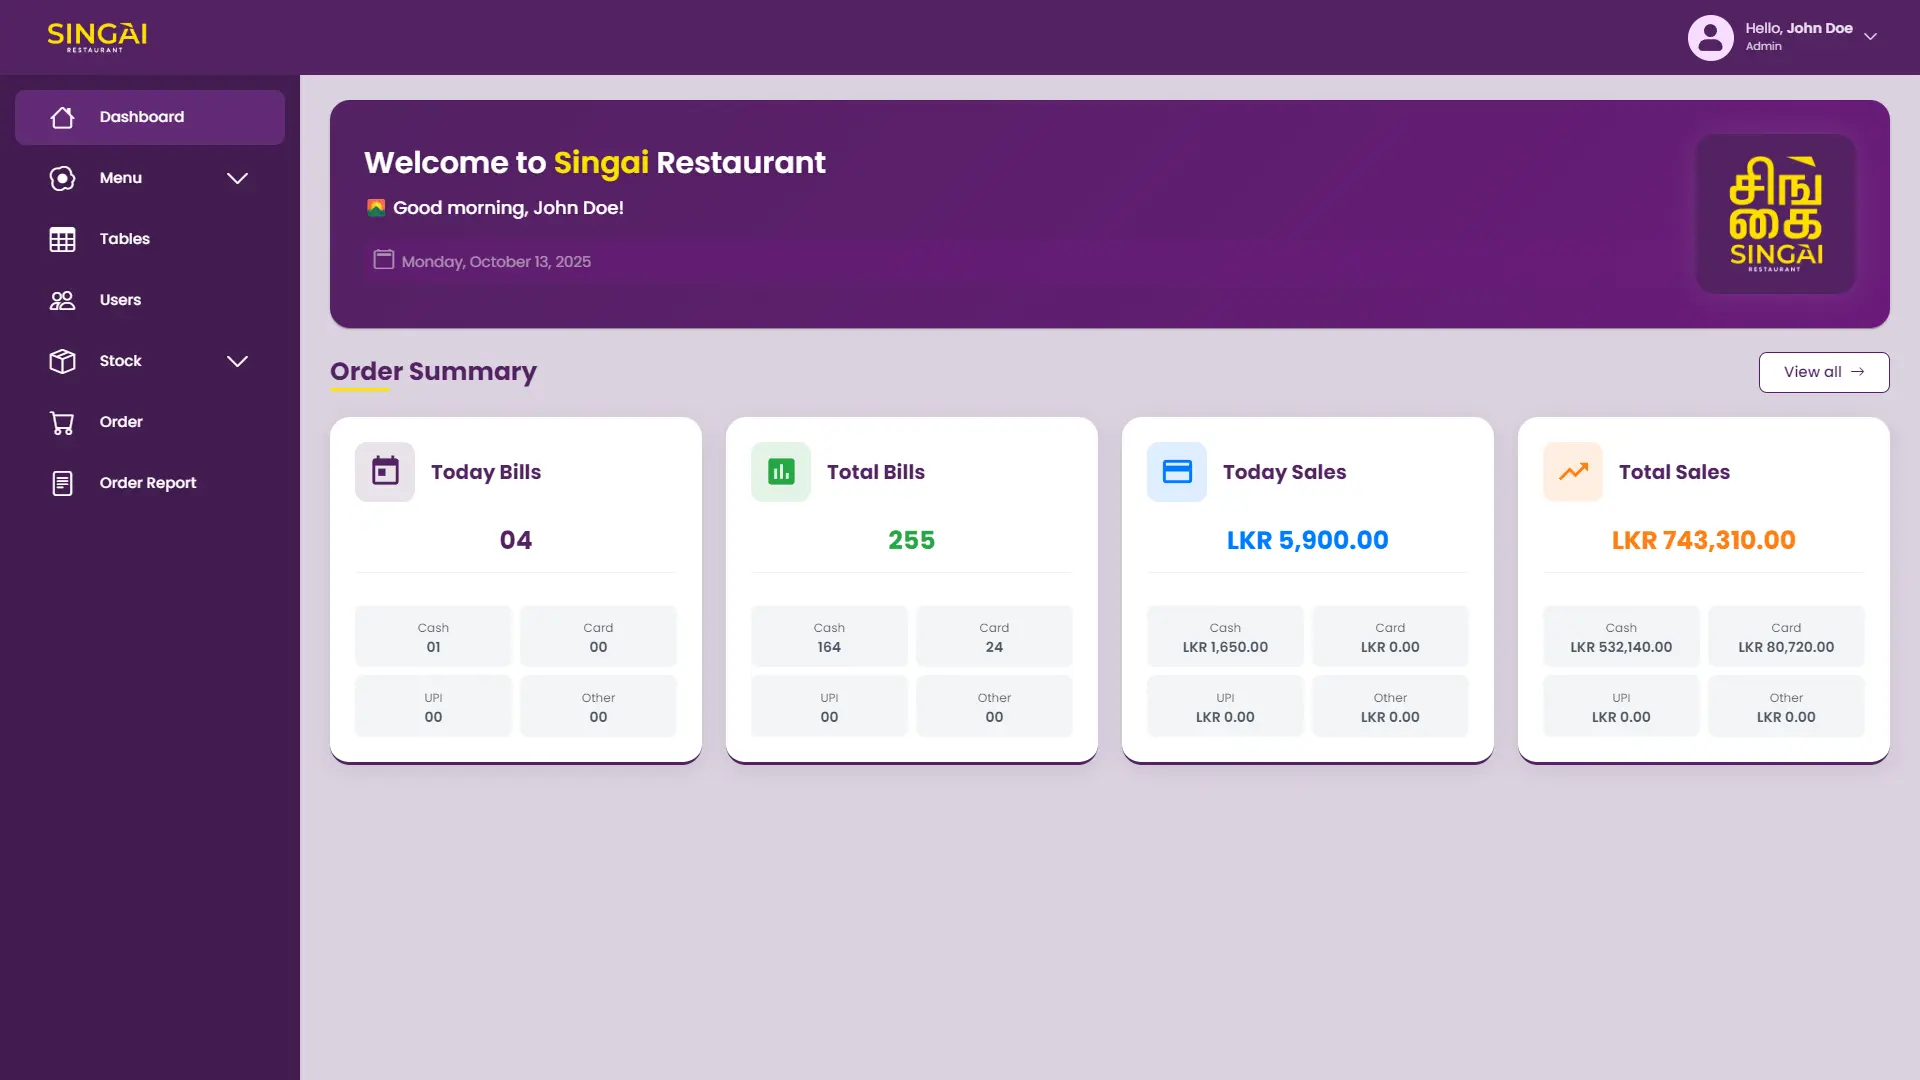 SINGAI
RESTAURANT
Hello, John Doe
Admin
Dashboard
Menu
Tables
Users
Stock
Order
Order Report
Welcome to Singai Restaurant
Good morning, John Doe!
Monday, October 13, 2025
சிங்
கை
SINGAI
RESTAURANT
Order Summary
View all
Today Bills
04
Cash
01
Card
00
UPI
00
Other
00
Total Bills
255
Cash
164
Card
24
UPI
00
Other
00
Today Sales
LKR 5,900.00
Cash
LKR 1,650.00
Card
LKR 0.00
UPI
LKR 0.00
Other
LKR 0.00
Total Sales
LKR 743,310.00
Cash
LKR 532,140.00
Card
LKR 80,720.00
UPI
LKR 0.00
Other
LKR 0.00